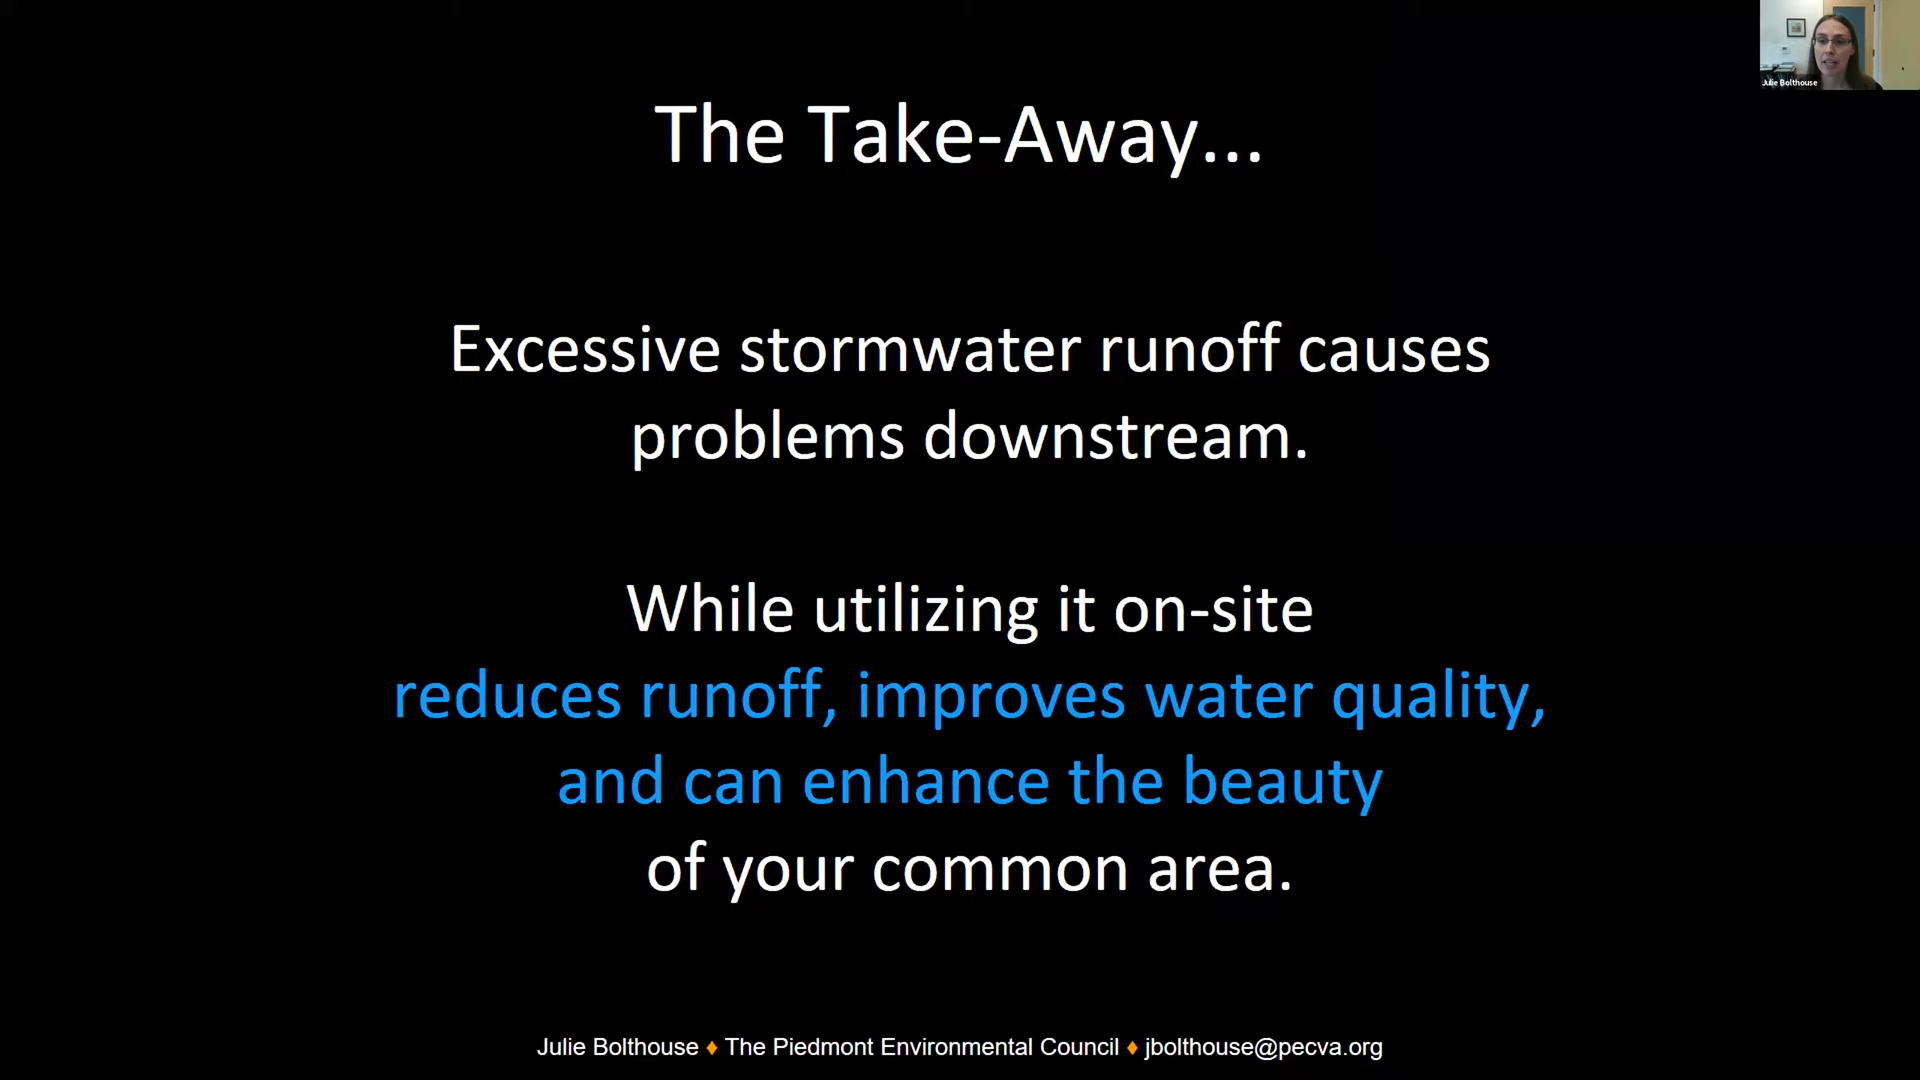 Julie Bolthouse
The Take-Away...
Excessive stormwater runoff causes
problems downstream.
While utilizing it on-site
reduces runoff, improves water quality,
and can enhance the beauty
of your common area.
Julie Bolthouse ♦ The Piedmont Environmental Council ♦ jbolthouse@pecva.org